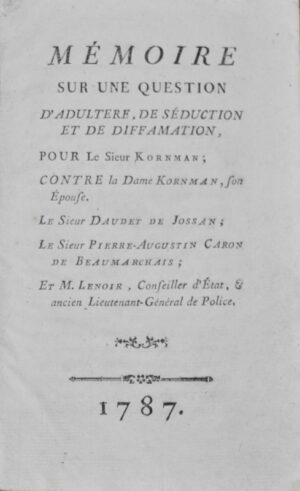 MÉMOIRE
SUR UNE QUESTION
D'ADULTERE, DE SÉDUCTION
ET DE DIFFAMATION,
POUR Le Sieur KORNMAN;
CONTRE la Dame KORNMAN, ſon
Épouſe.
LE Sieur DAUDET DE JOSSAN;
LE Sieur PIERRE-AUGUSTIN CARON
DE BEAUMARCHAIS;
ET M. LENOIR, Conſeiller d'État, &
ancien Lieutenant-Général de Police.
1787.